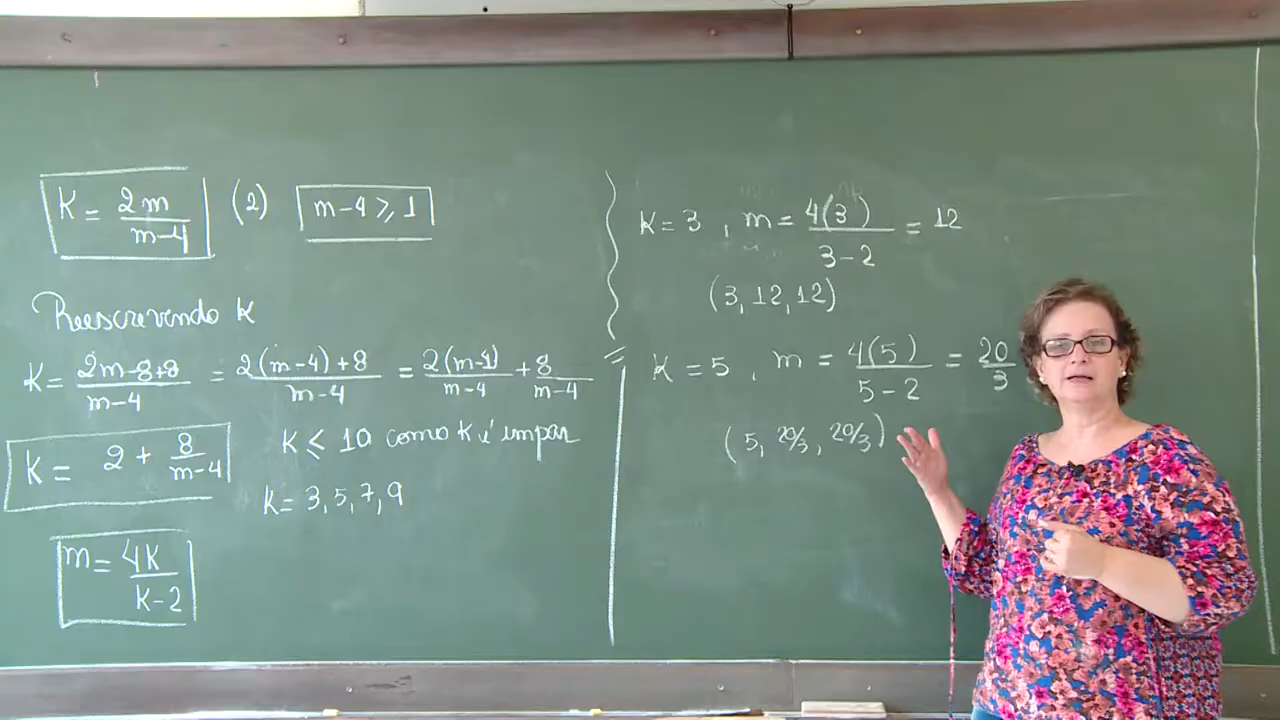 K = 2m/m-4 (2) m-4 ⩾ 1
Reescrevendo K
K = 2m-8+8/m-4 = 2(m-4)+8/m-4 = 2(m-4)/m-4 + 8/m-4
K = 2 + 8/m-4
K ⩽ 10 como K é ímpar
K = 3, 5, 7, 9
m = 4K/K-2
K = 3, m = 4(3)/3-2 = 12
(3, 12, 12)
K = 5, m = 4(5)/5-2 = 20/3
(5, 20/3, 20/3)